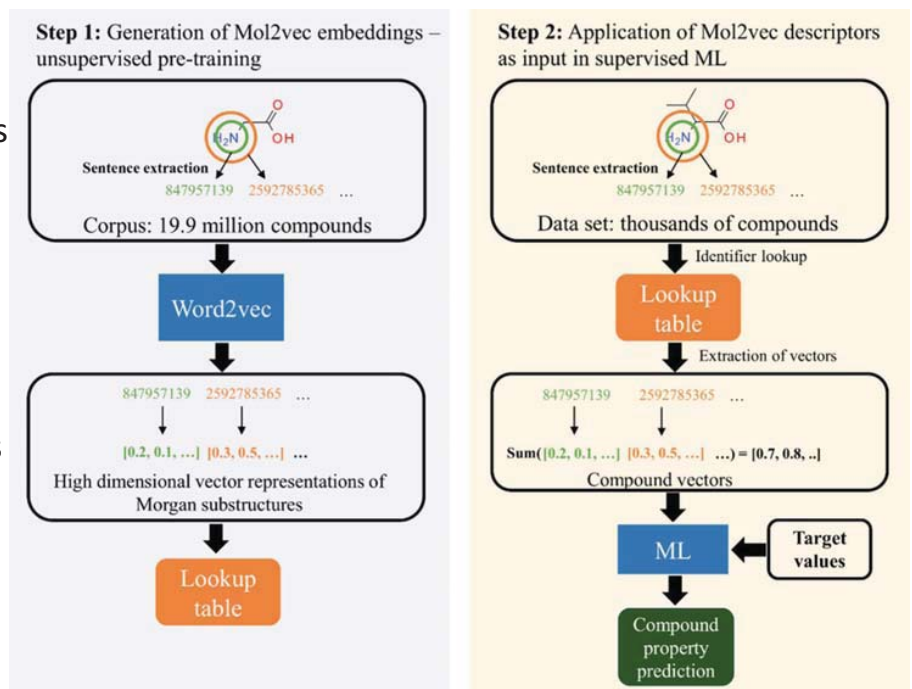 Step 1: Generation of Mol2vec embeddings –
unsupervised pre-training
O
H₂N
OH
Sentence extraction
847957139 2592785365 ...
Corpus: 19.9 million compounds
Word2vec
847957139 2592785365 ...
[0.2, 0.1, ...] [0.3, 0.5, ...] ...
High dimensional vector representations of
Morgan substructures
Lookup
table
s
s
Step 2: Application of Mol2vec descriptors
as input in supervised ML
O
H₂N
OH
Sentence extraction
847957139 2592785365 ...
Data set: thousands of compounds
Identifier lookup
Lookup
table
Extraction of vectors
847957139 2592785365 ...
Sum([0.2, 0.1, ...] [0.3, 0.5, ...] ...) = [0.7, 0.8, ..]
Compound vectors
ML
Target
values
Compound
property
prediction